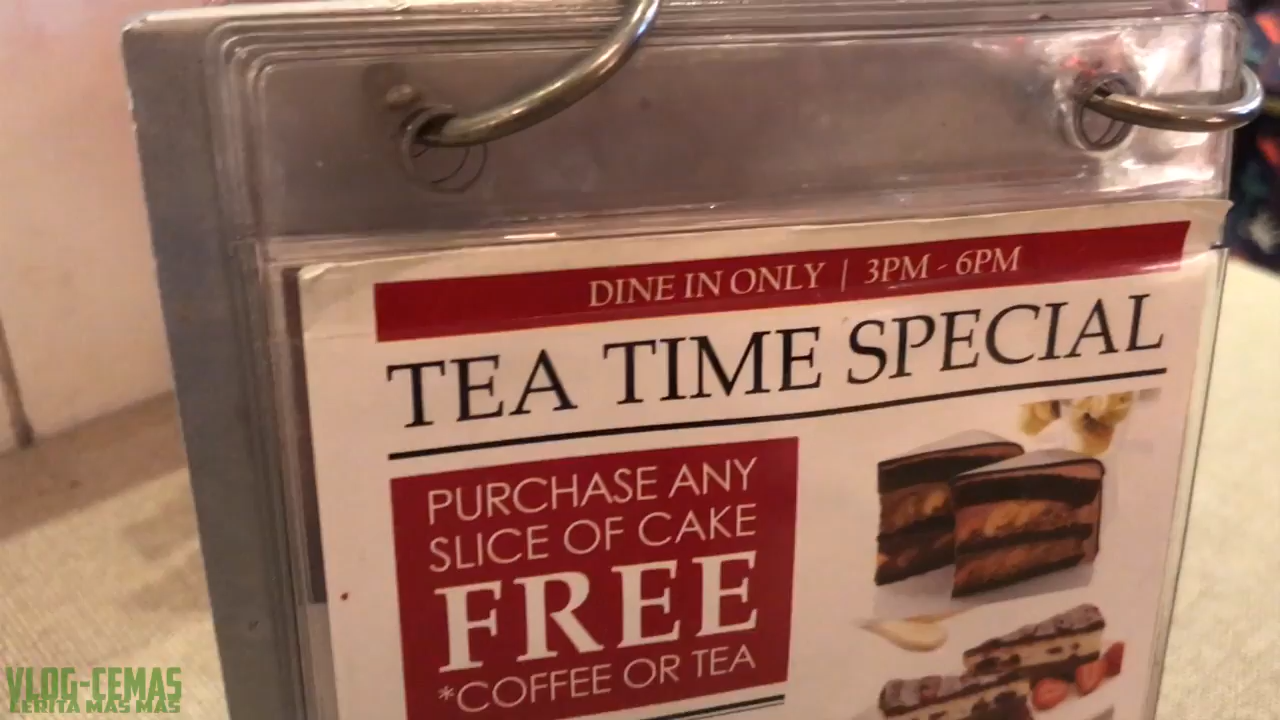 DINE IN ONLY | 3PM - 6PM
TEA TIME SPECIAL
PURCHASE ANY
SLICE OF CAKE
FREE
*COFFEE OR TEA
VLOG-CEMAS
CERITA MAS MAS